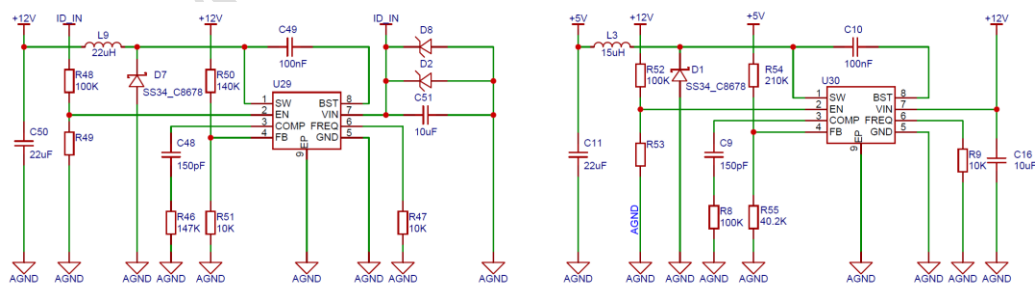 +12V
ID_IN
+12V
ID_IN
L9
22uH
C49
100nF
D8
D2
R48
100K
D7
SS34_C8678
R50
140K
U29
C51
10uF
1 SW BST 8
2 EN VIN 7
3 COMP FREQ 6
4 FB GND 5
9 EP
C50
22uF
R49
C48
150pF
R46
147K
R51
10K
R47
10K
AGND
AGND
AGND
AGND
AGND
AGND
AGND
AGND
AGND
+5V
+12V
+5V
+12V
L3
15uH
C10
100nF
R52
100K
D1
SS34_C8678
R54
210K
U30
1 SW BST 8
2 EN VIN 7
3 COMP FREQ 6
4 FB GND 5
9 EP
C11
22uF
R53
C9
150pF
R9
10K
C16
10uF
AGND
R8
100K
R55
40.2K
AGND
AGND
AGND
AGND
AGND
AGND
AGND
AGND
AGND